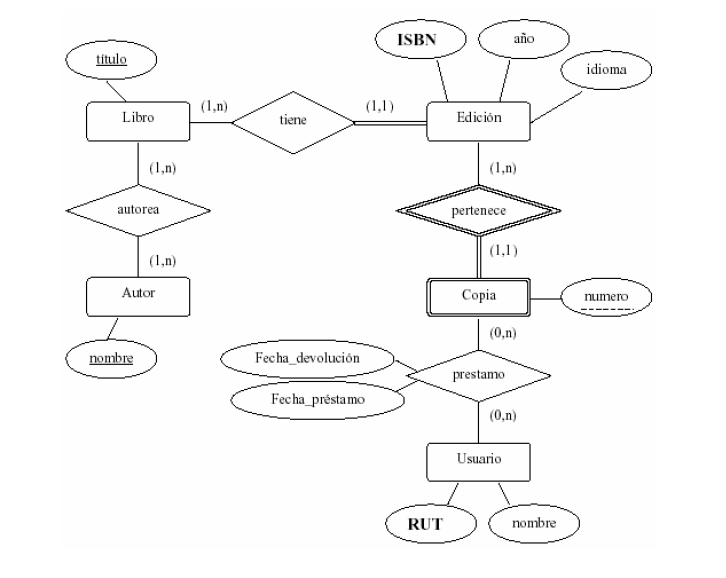 ISBN
año
idioma
título
Libro
(1,n)
tiene
(1,1)
Edición
(1,n)
(1,n)
autorea
pertenece
(1,n)
(1,1)
Autor
Copia
numero
nombre
(0,n)
Fecha_devolución
Fecha_préstamo
prestamo
(0,n)
Usuario
RUT
nombre